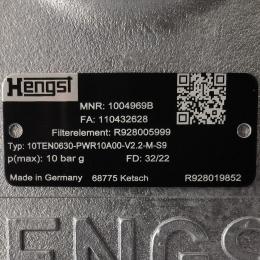 Hengst
MNR: 1004969B
FA: 110432628
Filterelement: R928005999
Typ: 10TEN0630-PWR10A00-V2.2-M-S9
p(max): 10 bar g FD: 32/22
Made in Germany 68775 Ketsch R928019852
ENGS